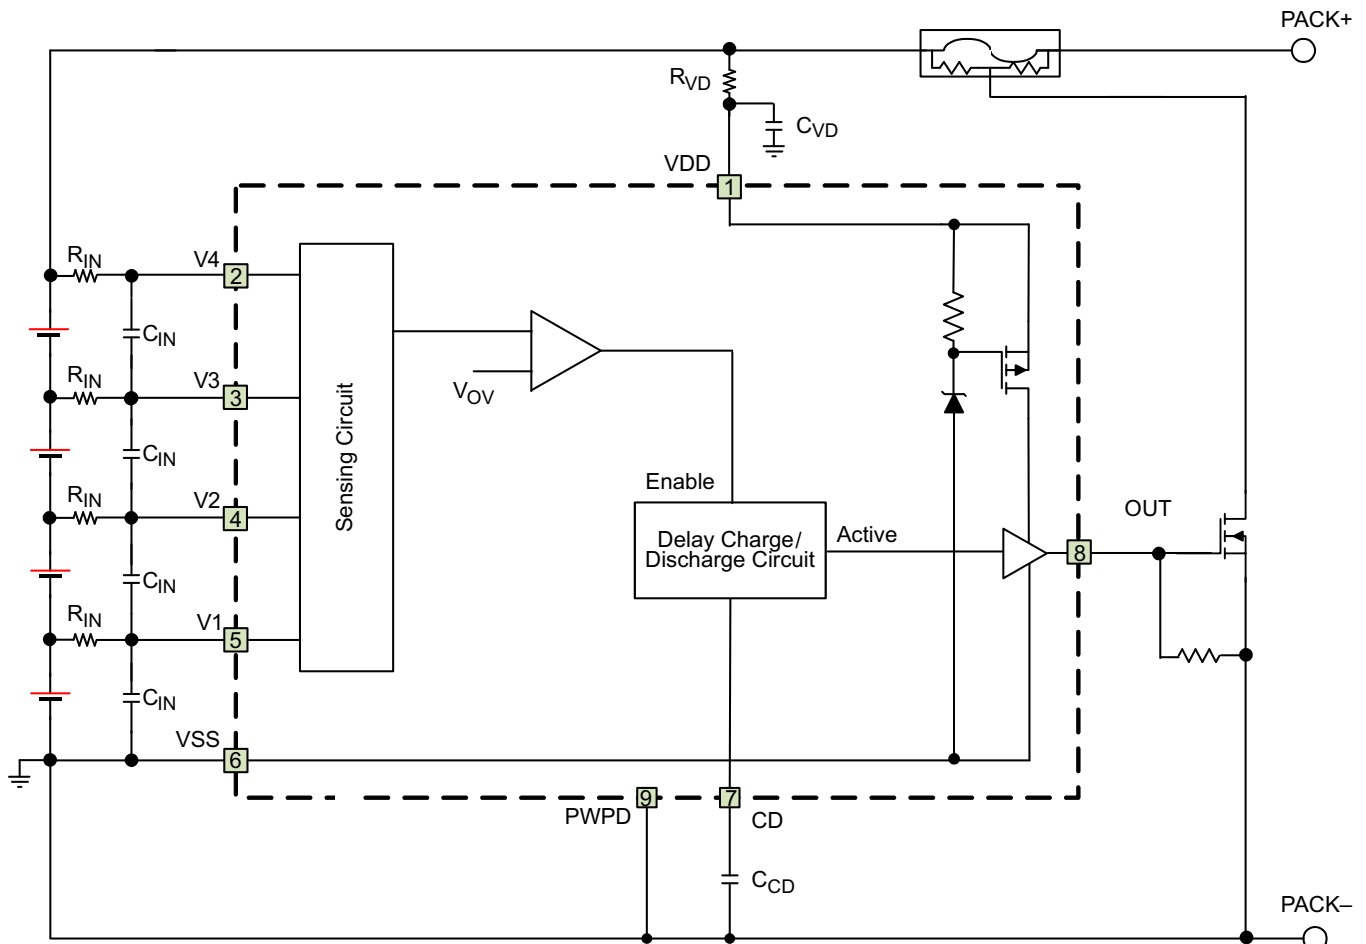 PACK+
RVD
CVD
VDD
1
RIN
V4
2
CIN
RIN
V3
3
VOV
CIN
Sensing Circuit
Enable
RIN
V2
4
OUT
Delay Charge/
Discharge Circuit
Active
8
CIN
RIN
V1
5
CIN
VSS
6
9
7
PWPD
CD
CCD
PACK–